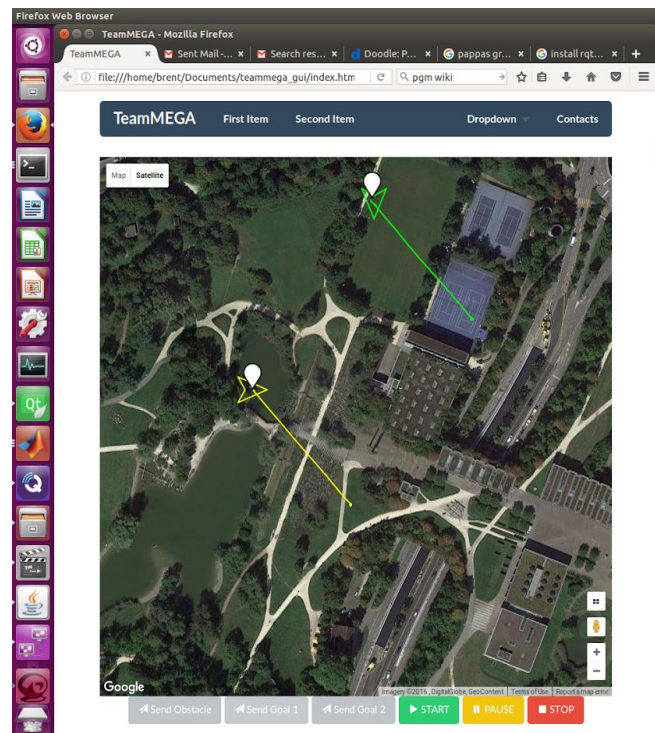 Firefox Web Browser
TeamMEGA - Mozilla Firefox
TeamMEGA × Sent Mail -... × Search res... × Doodle: P... × pappas gr... × install rqt... × +
file:///home/brent/Documents/teammega_gui/index.htm pgm wiki
TeamMEGA First Item Second Item Dropdown Contacts
Map Satellite
Qt
Google
Imagery ©2016, DigitalGlobe, GeoContent Terms of Use Report a map error
Send Obstacle Send Goal 1 Send Goal 2 START PAUSE STOP